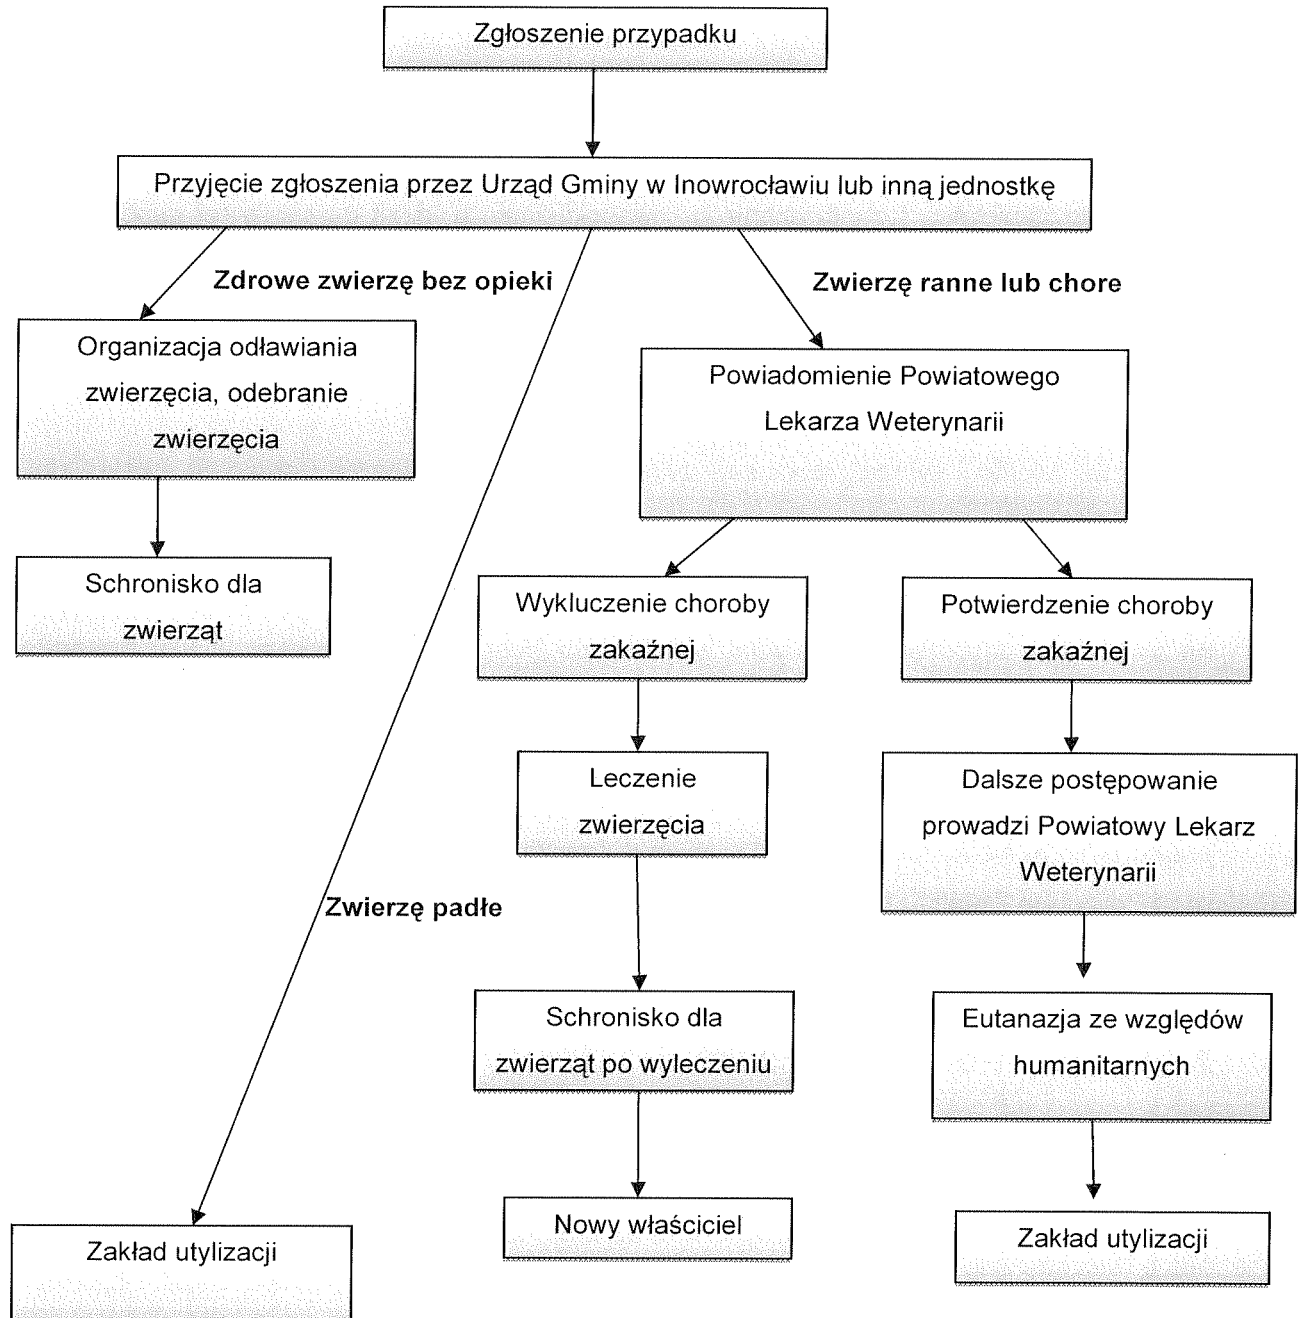 Zgłoszenie przypadku
Przyjęcie zgłoszenia przez Urząd Gminy w Inowrocławiu lub inną jednostkę
Zdrowe zwierzę bez opieki
Zwierzę ranne lub chore
Organizacja odławiania
zwierzęcia, odebranie
zwierzęcia
Powiadomienie Powiatowego
Lekarza Weterynarii
Schronisko dla
zwierząt
Wykluczenie choroby
zakaźnej
Potwierdzenie choroby
zakaźnej
Leczenie
zwierzęcia
Dalsze postępowanie
prowadzi Powiatowy Lekarz
Weterynarii
Zwierzę padłe
Schronisko dla
zwierząt po wyleczeniu
Eutanazja ze względów
humanitarnych
Nowy właściciel
Zakład utylizacji
Zakład utylizacji